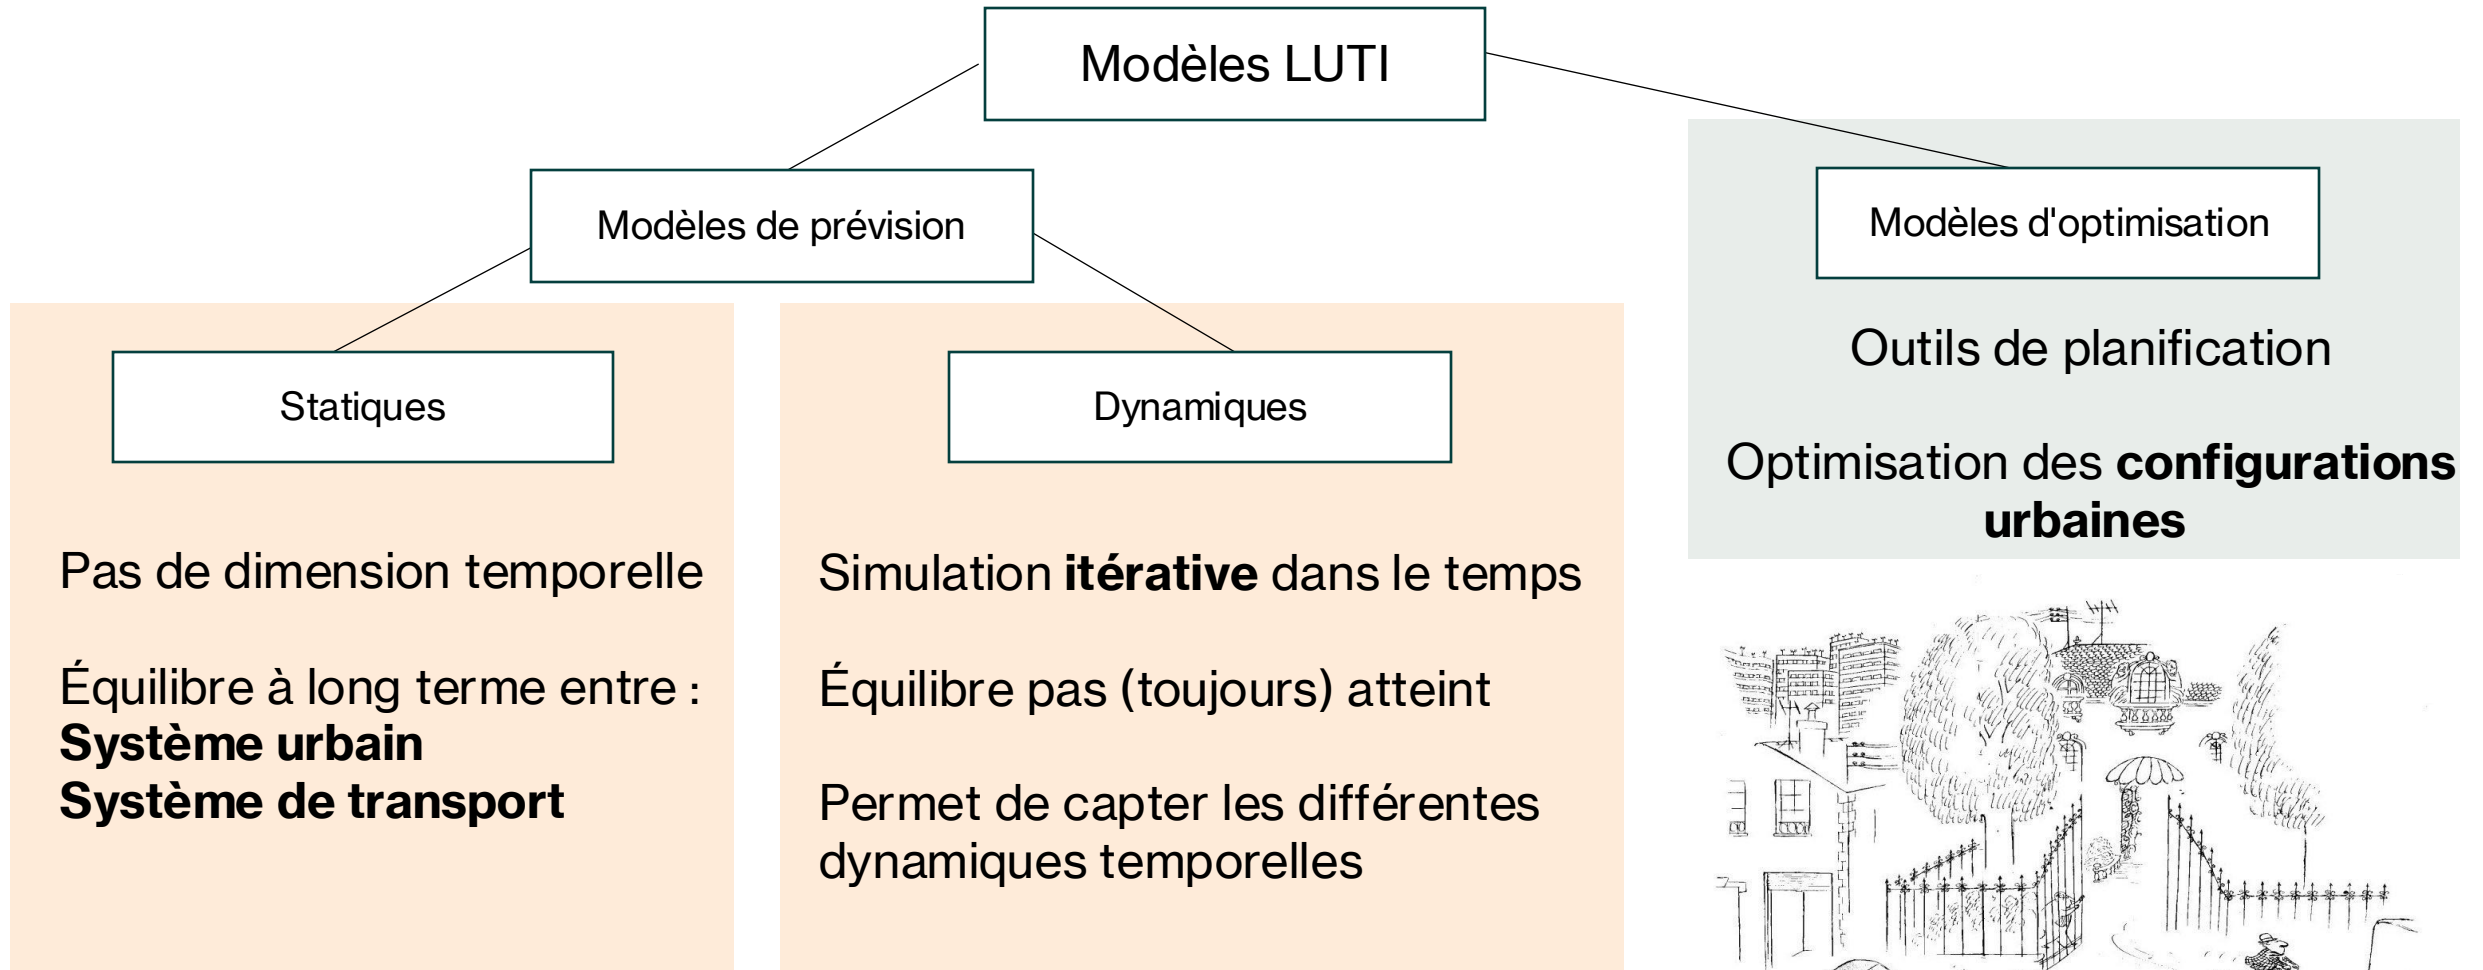 Modèles LUTI
Modèles de prévision
Modèles d'optimisation
Statiques
Pas de dimension temporelle
Équilibre à long terme entre :
Système urbain
Système de transport
Dynamiques
Simulation itérative dans le temps
Équilibre pas (toujours) atteint
Permet de capter les différentes
dynamiques temporelles
Outils de planification
Optimisation des configurations
urbaines